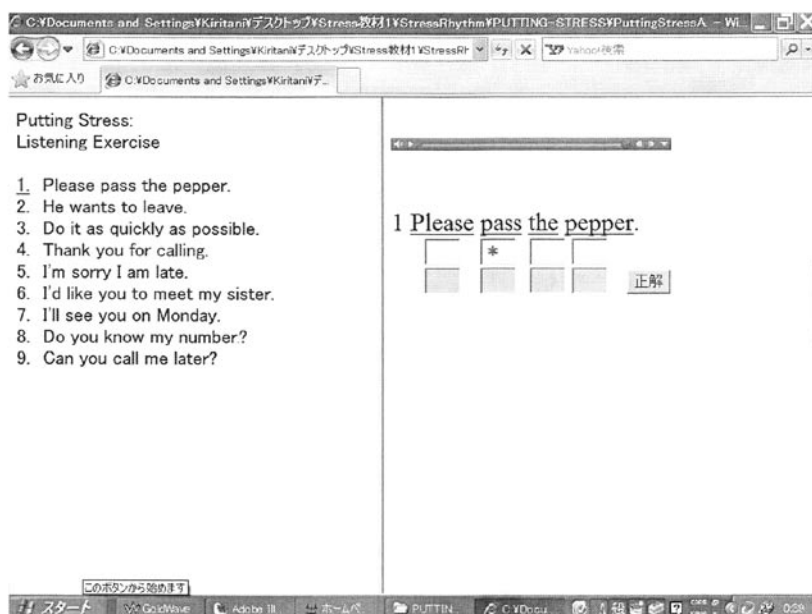 C:¥Documents and Settings¥Kiritani¥デスクトップ¥Stress教材1¥StressRhythm¥PUTTING-STRESS¥PuttingStressA - Wi
C:¥Documents and Settings¥Kiritani¥デスクトップ¥Stress教材1¥StressRh
Yahoo!検索
お気に入り
C:¥Documents and Settings¥Kiritani¥デ...
Putting Stress:
Listening Exercise
1. Please pass the pepper.
2. He wants to leave.
3. Do it as quickly as possible.
4. Thank you for calling.
5. I'm sorry I am late.
6. I'd like you to meet my sister.
7. I'll see you on Monday.
8. Do you know my number?
9. Can you call me later?
1 Please pass the pepper.
*
正解
このボタンから始めます
スタート GoldWave Adobe Ill ホームペ PUTTIN... C:¥Docu...